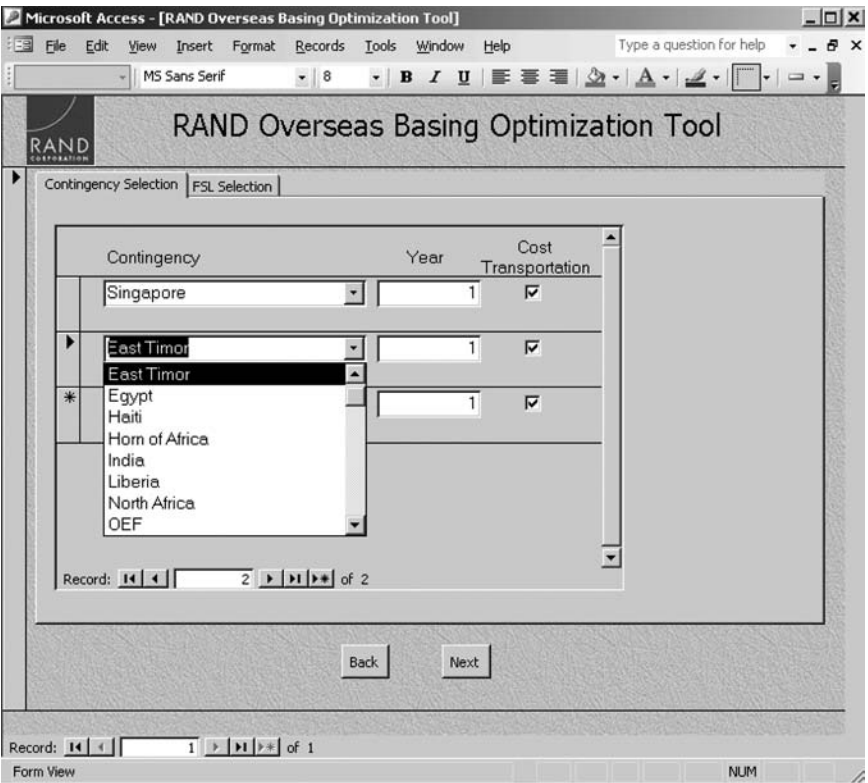 Microsoft Access - [RAND Overseas Basing Optimization Tool]
File Edit View Insert Format Records Tools Window Help Type a question for help
MS Sans Serif 8 B I U A
RAND Overseas Basing Optimization Tool
RAND
CORPORATION
Contingency Selection FSL Selection
Contingency Year Cost Transportation
Singapore 1
East Timor 1
East Timor
Egypt
1
Haiti
Horn of Africa
India
Liberia
North Africa
OEF
Record: 2 of 2
Back Next
Record: 1 of 1
Form View NUM